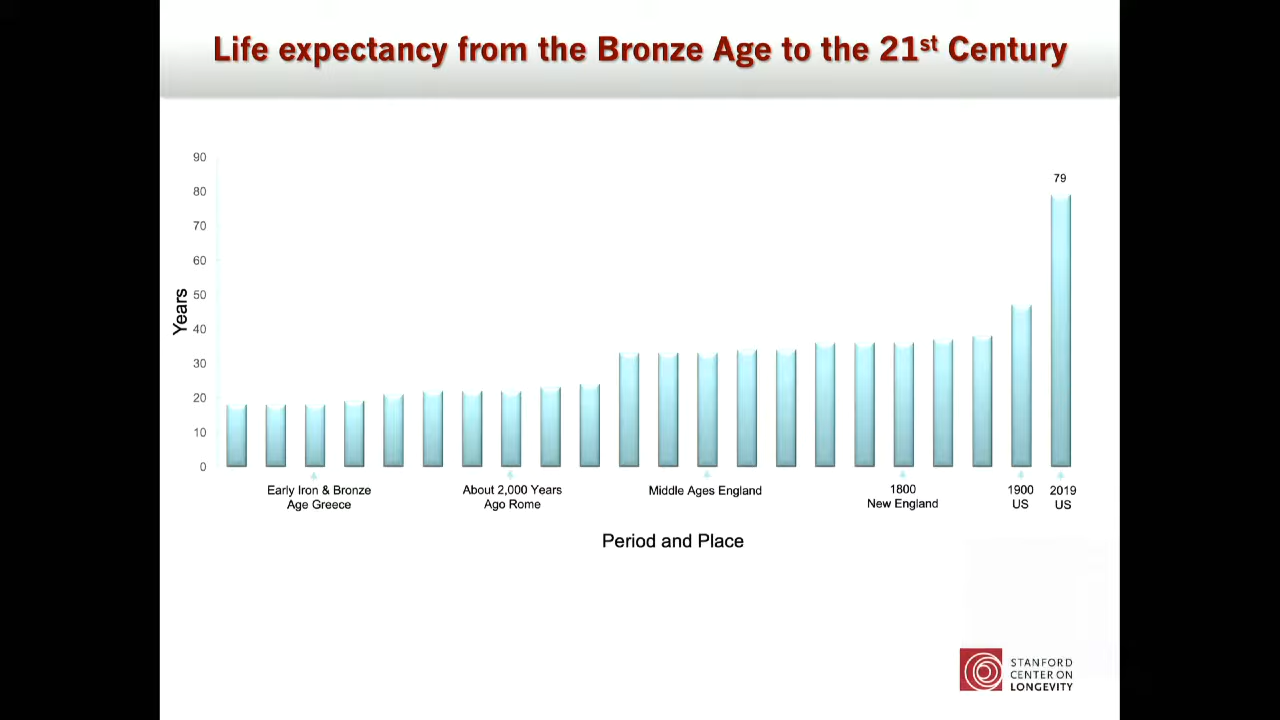 Life expectancy from the Bronze Age to the 21st Century
90
80
70
60
50
40
30
20
10
0
Years
79
Early Iron & Bronze
Age Greece
About 2,000 Years
Ago Rome
Middle Ages England
1800
New England
1900
US
2019
US
Period and Place
STANFORD
CENTER ON
LONGEVITY